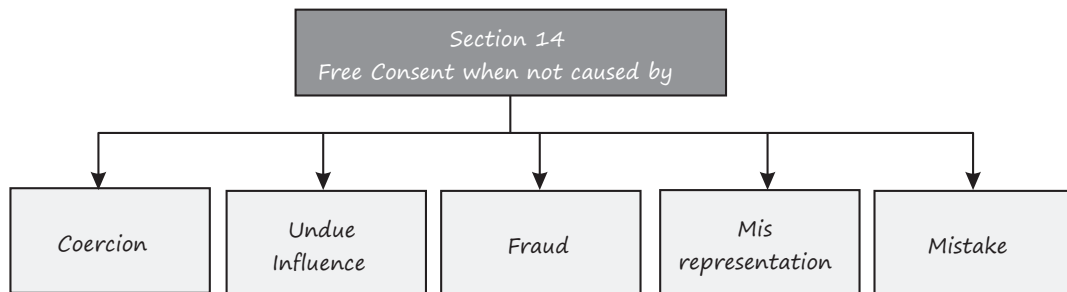 Section 14
Free Consent when not caused by
Coercion
Undue
Influence
Fraud
Mis
representation
Mistake